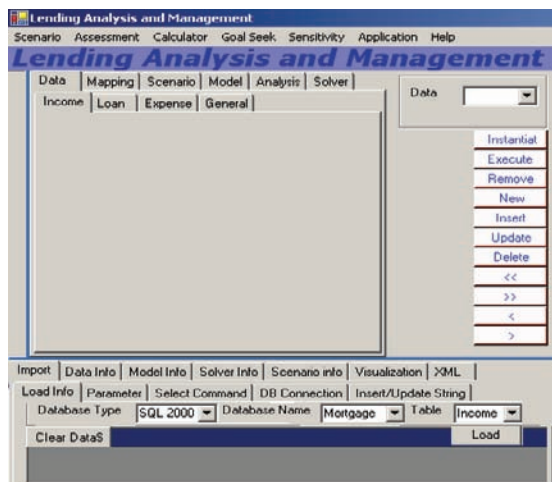 Lending Analysis and Management
Scenario Assessment Calculator Goal Seek Sensitivity Application Help
Lending Analysis and Management
Data Mapping Scenario Model Analysis Solver
Data
Income Loan Expense General
Instantiat
Execute
Remove
New
Insert
Update
Delete
<<
>>
<
>
Import Data Info Model Info Solver Info Scenario info Visualization XML
Load Info Parameter Select Command DB Connection Insert/Update String
Database Type SQL 2000 Database Name Mortgage Table Income
Clear DataS Load